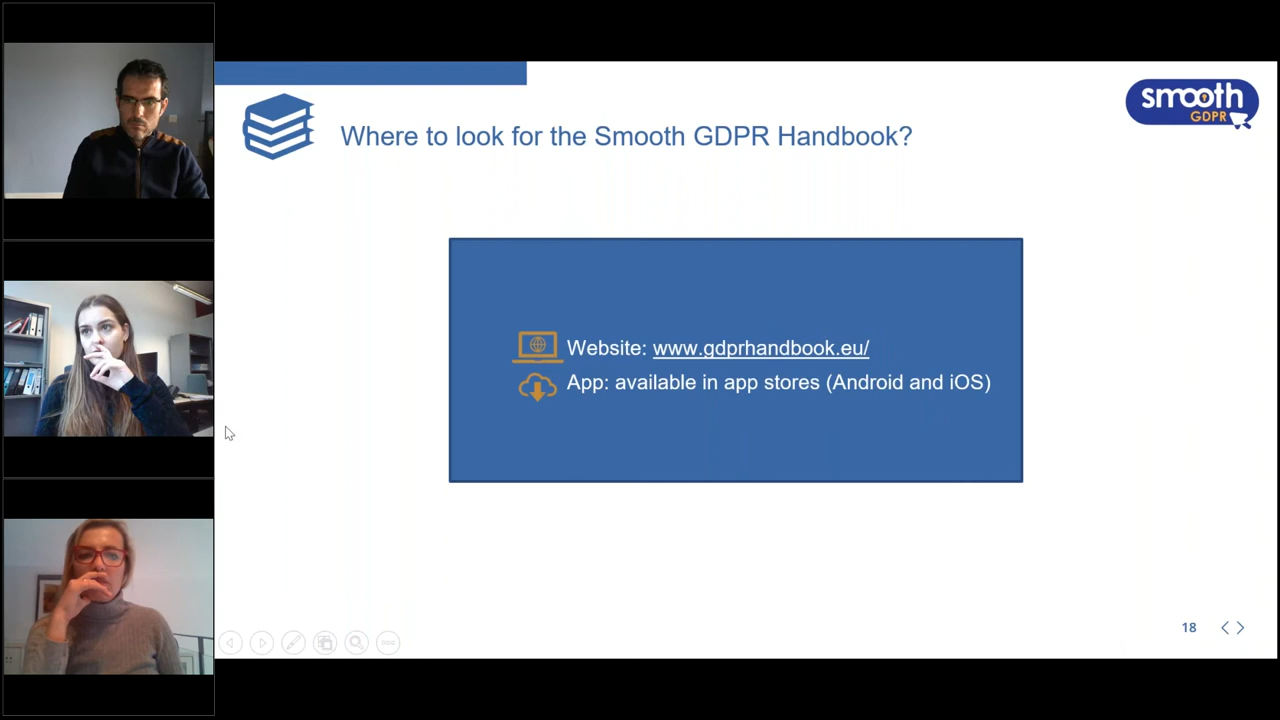 smooth
GDPR
Where to look for the Smooth GDPR Handbook?
Website: www.gdprhandbook.eu/
App: available in app stores (Android and iOS)
18